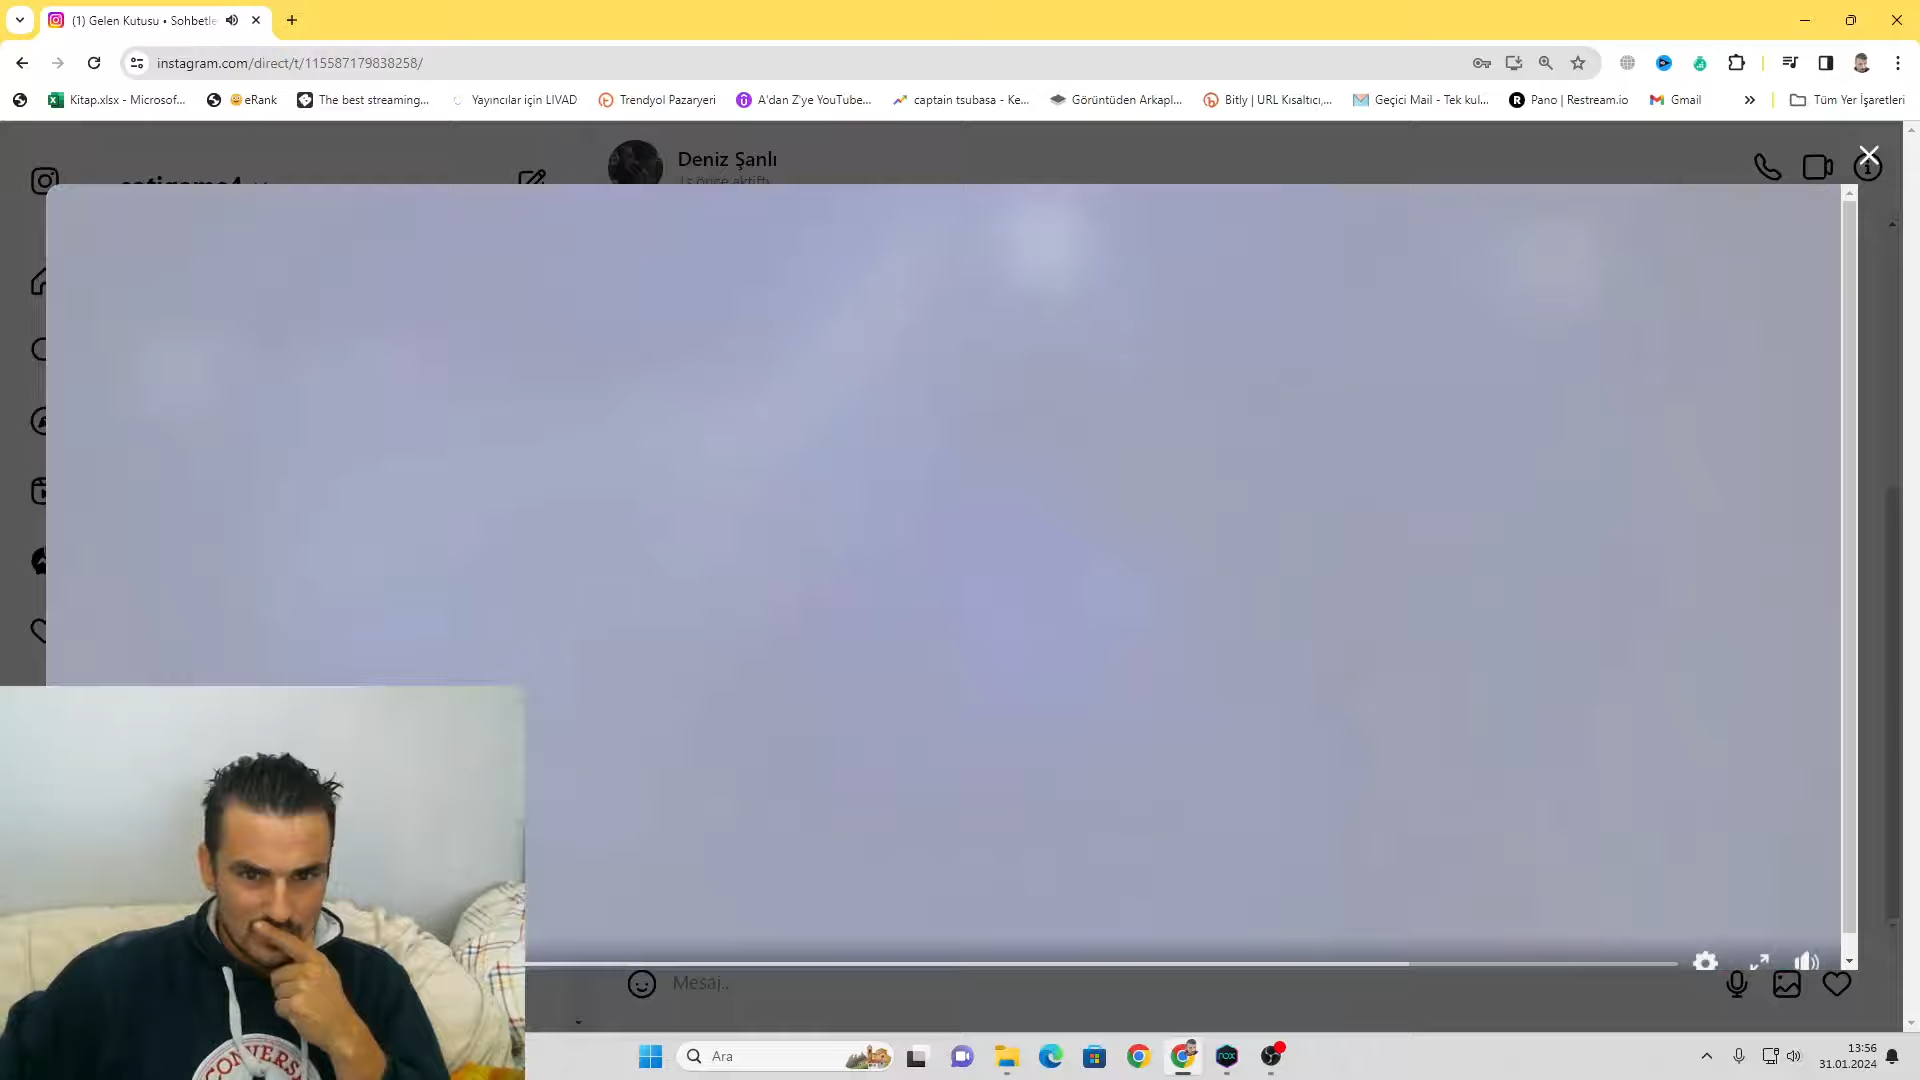 (1) Gelen Kutusu • Sohbetle
instagram.com/direct/t/115587179838258/
Kitap.xlsx - Microsof...
eRank
The best streaming...
Yayıncılar için LIVAD
Trendyol Pazaryeri
A'dan Z'ye YouTube...
captain tsubasa - Ke...
Görüntüden Arkapl...
Bitly | URL Kısaltıcı,...
Geçici Mail - Tek kul...
Pano | Restream.io
Gmail
Tüm Yer İşaretleri
Deniz Şanlı
Mesaj..
CONVERS
Ara
nox
13:56
31.01.2024